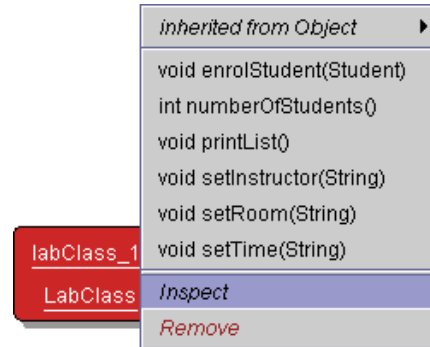 inherited from Object
void enrolStudent(Student)
int numberOfStudents()
void printList()
void setInstructor(String)
void setRoom(String)
void setTime(String)
labClass_1
LabClass
Inspect
Remove